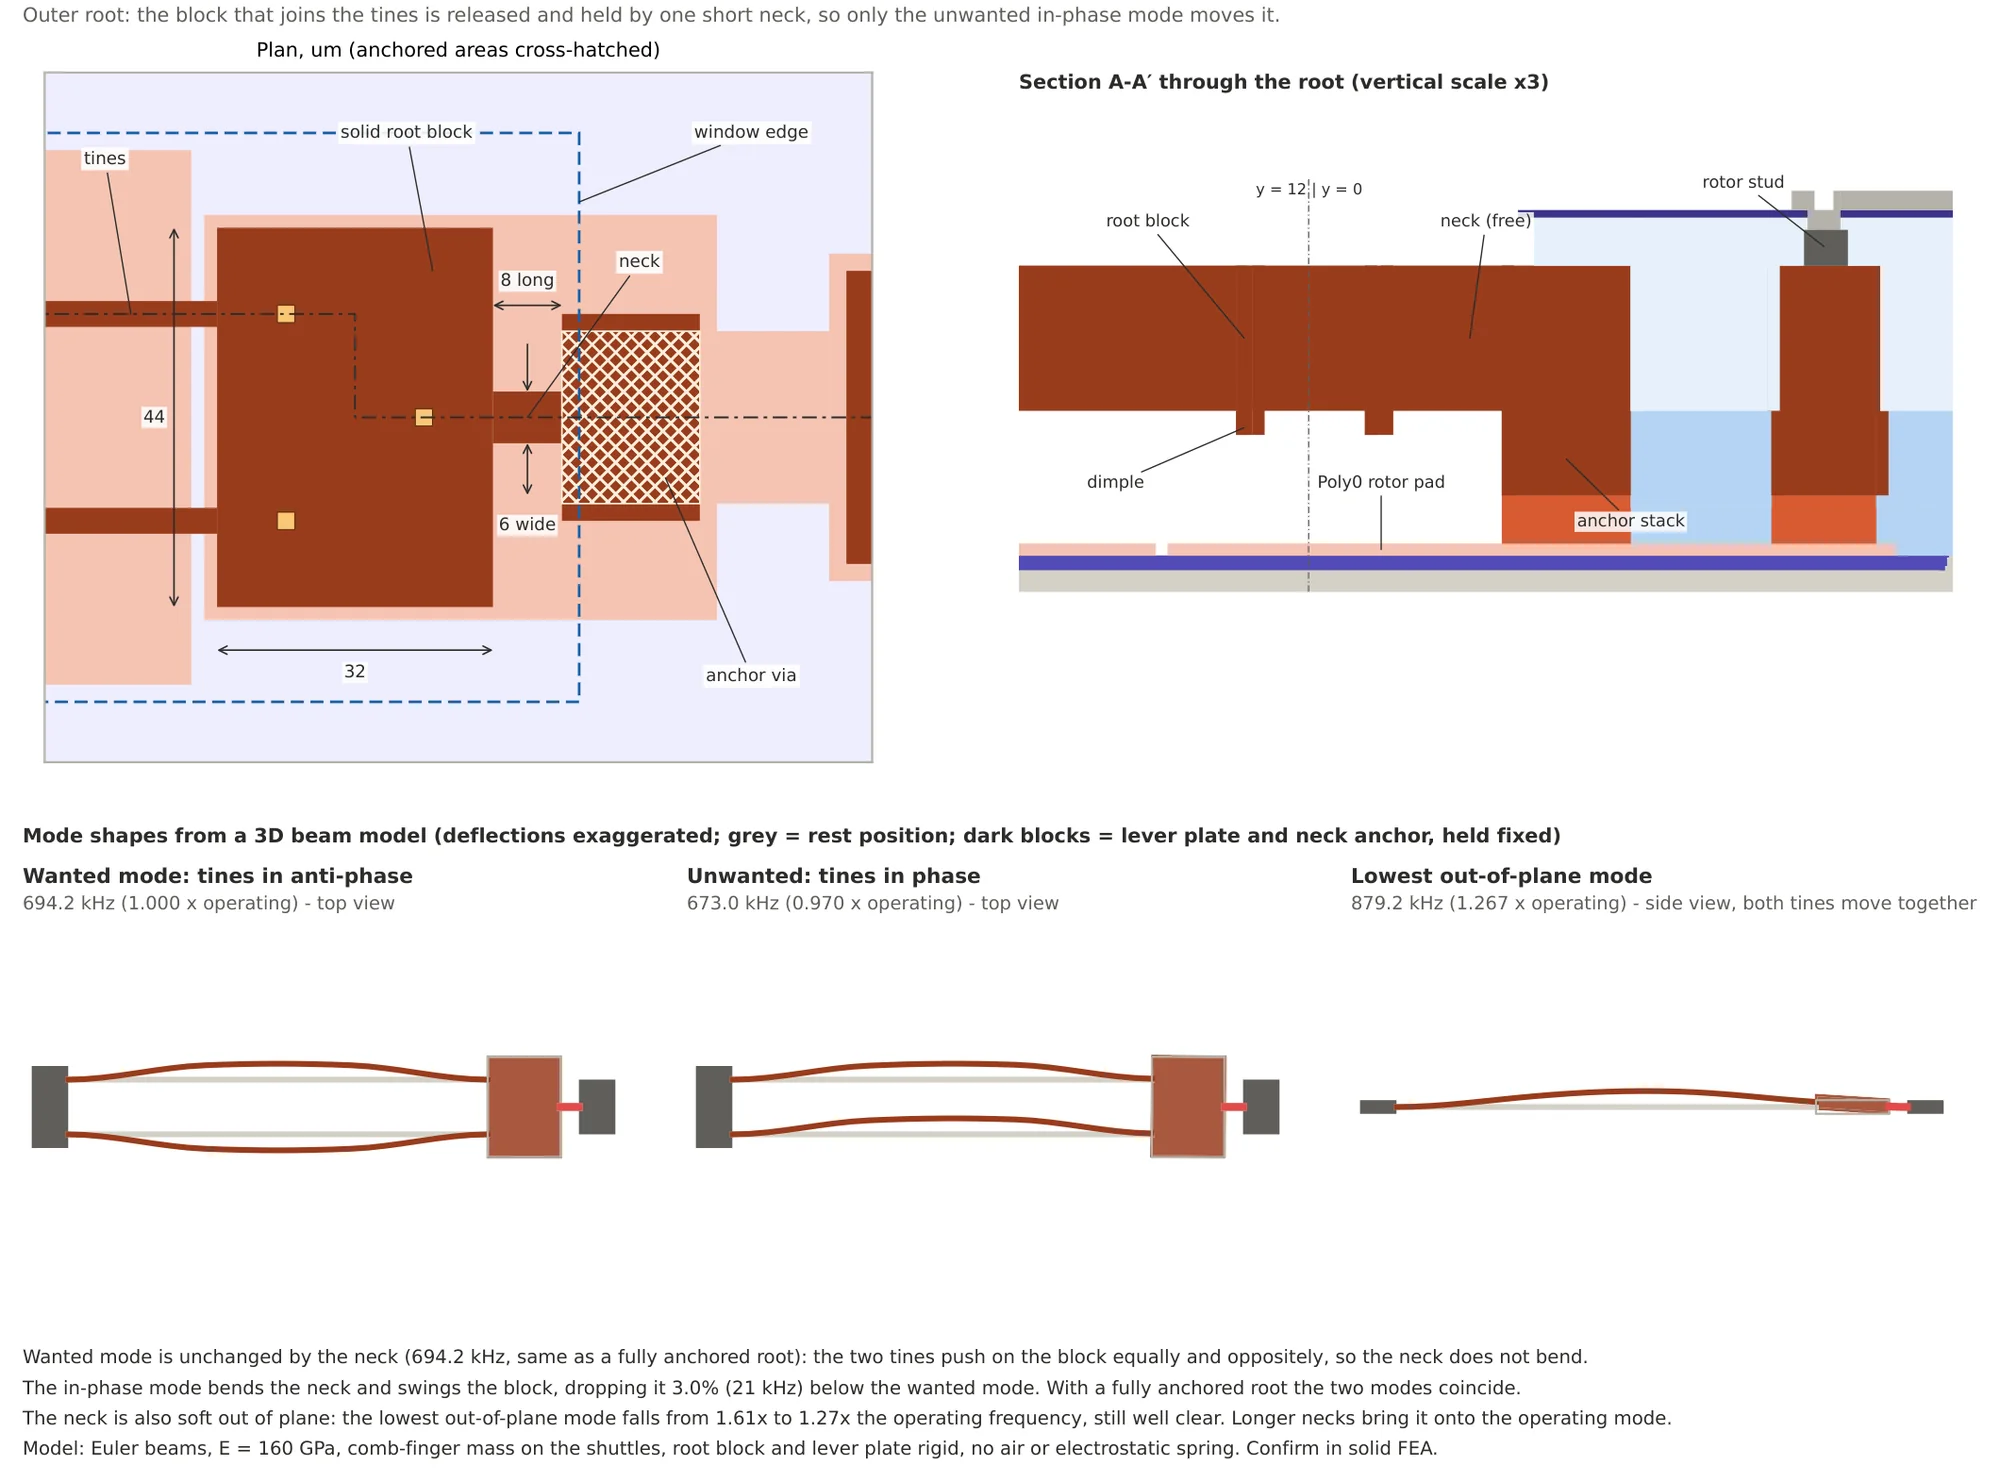 Outer root: the block that joins the tines is released and held by one short neck, so only the unwanted in-phase mode moves it.
Plan, um (anchored areas cross-hatched)
solid root block
window edge
tines
neck
8 long
44
6 wide
32
anchor via
Section A-A′ through the root (vertical scale x3)
rotor stud
y = 12 | y = 0
root block
neck (free)
dimple
Poly0 rotor pad
anchor stack
Mode shapes from a 3D beam model (deflections exaggerated; grey = rest position; dark blocks = lever plate and neck anchor, held fixed)
Wanted mode: tines in anti-phase
694.2 kHz (1.000 x operating) - top view
Unwanted: tines in phase
673.0 kHz (0.970 x operating) - top view
Lowest out-of-plane mode
879.2 kHz (1.267 x operating) - side view, both tines move together
Wanted mode is unchanged by the neck (694.2 kHz, same as a fully anchored root): the two tines push on the block equally and oppositely, so the neck does not bend.
The in-phase mode bends the neck and swings the block, dropping it 3.0% (21 kHz) below the wanted mode. With a fully anchored root the two modes coincide.
The neck is also soft out of plane: the lowest out-of-plane mode falls from 1.61x to 1.27x the operating frequency, still well clear. Longer necks bring it onto the operating mode.
Model: Euler beams, E = 160 GPa, comb-finger mass on the shuttles, root block and lever plate rigid, no air or electrostatic spring. Confirm in solid FEA.